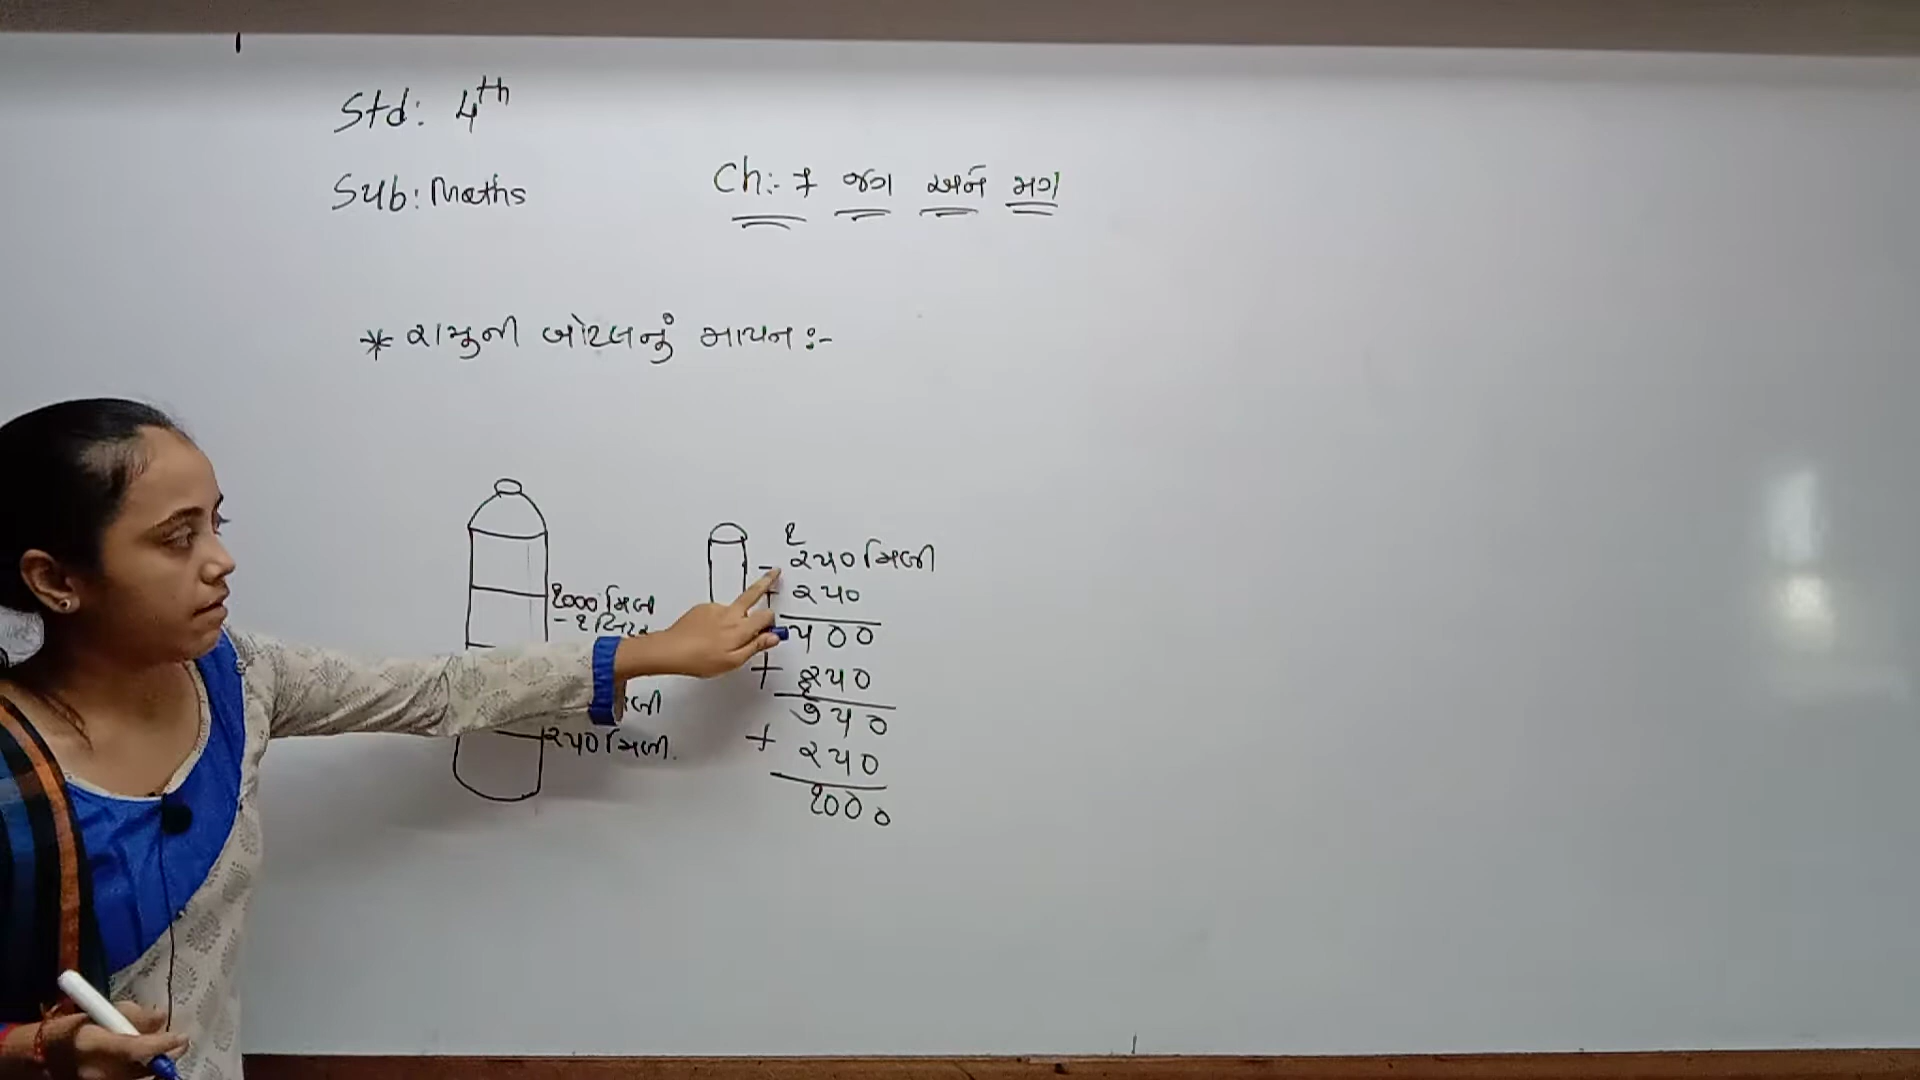 Std: 4th
Sub: Maths
Ch:- 7 જગ અને મગ
* રામુની બોટલનું માપન :-
૧૦૦૦ મિલિ
- ૧ લિટર
૨૫૦ મિલી.
૧
- ૨૫૦ મિલી
+ ૨૫૦
૫૦૦
+ ૨૫૦
૭૫૦
+ ૨૫૦
૧૦૦૦